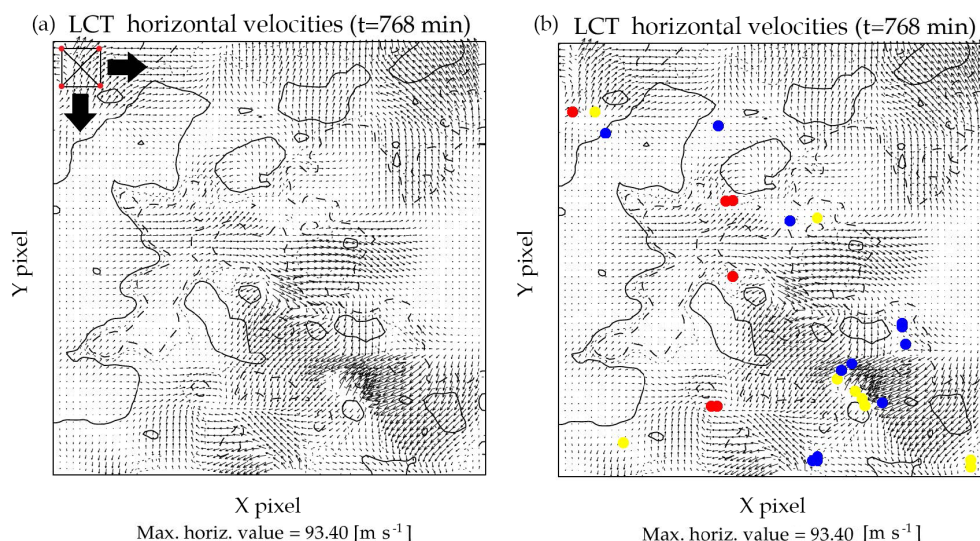 (a) LCT horizontal velocities (t=768 min)
Y pixel
X pixel
Max. horiz. value = 93.40 [m s⁻¹]
(b) LCT horizontal velocities (t=768 min)
Y pixel
X pixel
Max. horiz. value = 93.40 [m s⁻¹]